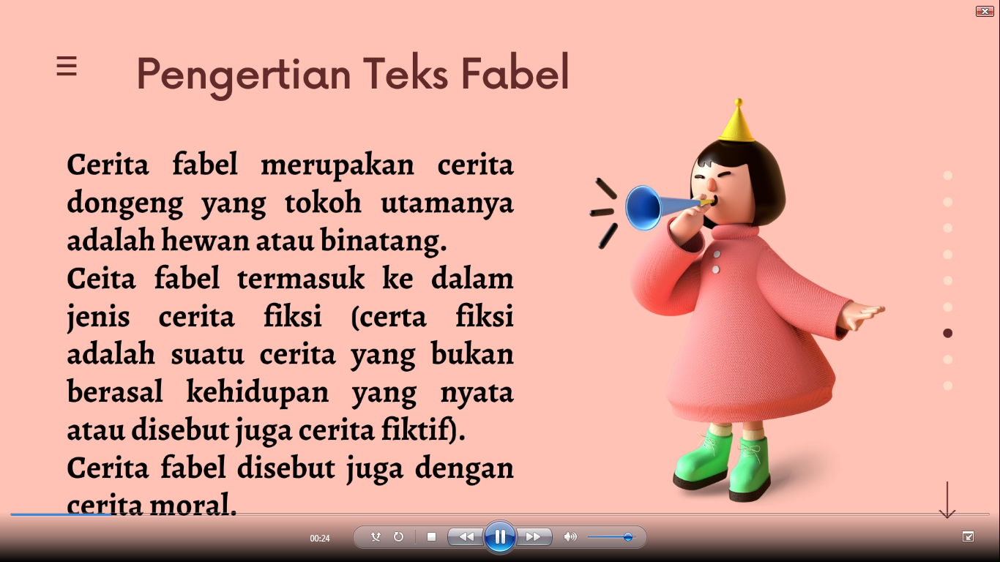 Pengertian Teks Fabel
Cerita fabel merupakan cerita
dongeng yang tokoh utamanya
adalah hewan atau binatang.
Ceita fabel termasuk ke dalam
jenis cerita fiksi (certa fiksi
adalah suatu cerita yang bukan
berasal kehidupan yang nyata
atau disebut juga cerita fiktif).
Cerita fabel disebut juga dengan
cerita moral.
00:24